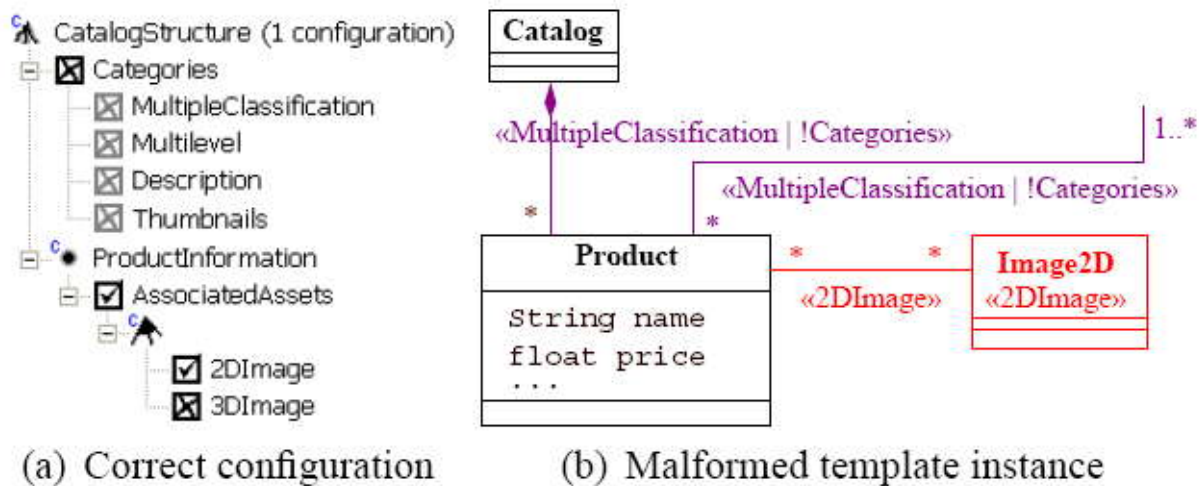 CatalogStructure (1 configuration)
Categories
MultipleClassification
Multilevel
Description
Thumbnails
ProductInformation
AssociatedAssets
2DImage
3DImage
(a) Correct configuration
Catalog
«MultipleClassification | !Categories»
1..*
«MultipleClassification | !Categories»
*
*
Product
String name
float price
...
*
*
«2DImage»
Image2D
«2DImage»
(b) Malformed template instance